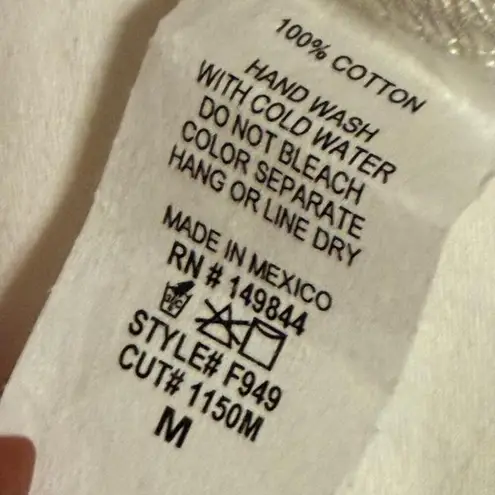 100% COTTON
HAND WASH
WITH COLD WATER
DO NOT BLEACH
COLOR SEPARATE
HANG OR LINE DRY
MADE IN MEXICO
RN # 149844
STYLE# F949
CUT# 1150M
M